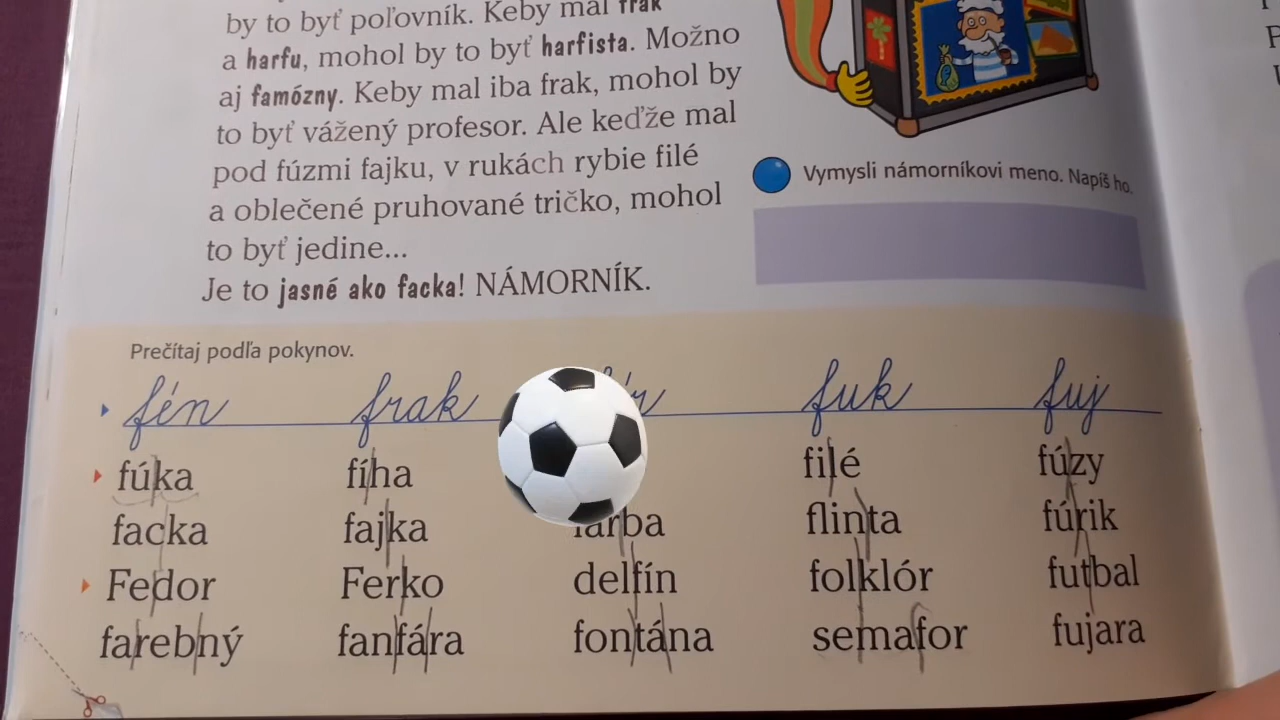 by to byť poľovník. Keby mal frak
a harfu, mohol by to byť harfista. Možno
aj famózny. Keby mal iba frak, mohol by
to byť vážený profesor. Ale keďže mal
pod fúzmi fajku, v rukách rybie filé
a oblečené pruhované tričko, mohol
to byť jedine...
Je to jasné ako facka! NÁMORNÍK.
Vymysli námorníkovi meno. Napíš ho.
Prečítaj podľa pokynov.
fén frak fuk fuj
fúka fíha filé fúzy
facka fajka farba flinta fúrik
Fedor Ferko delfín folklór futbal
farebný fanfára fontána semafor fujara